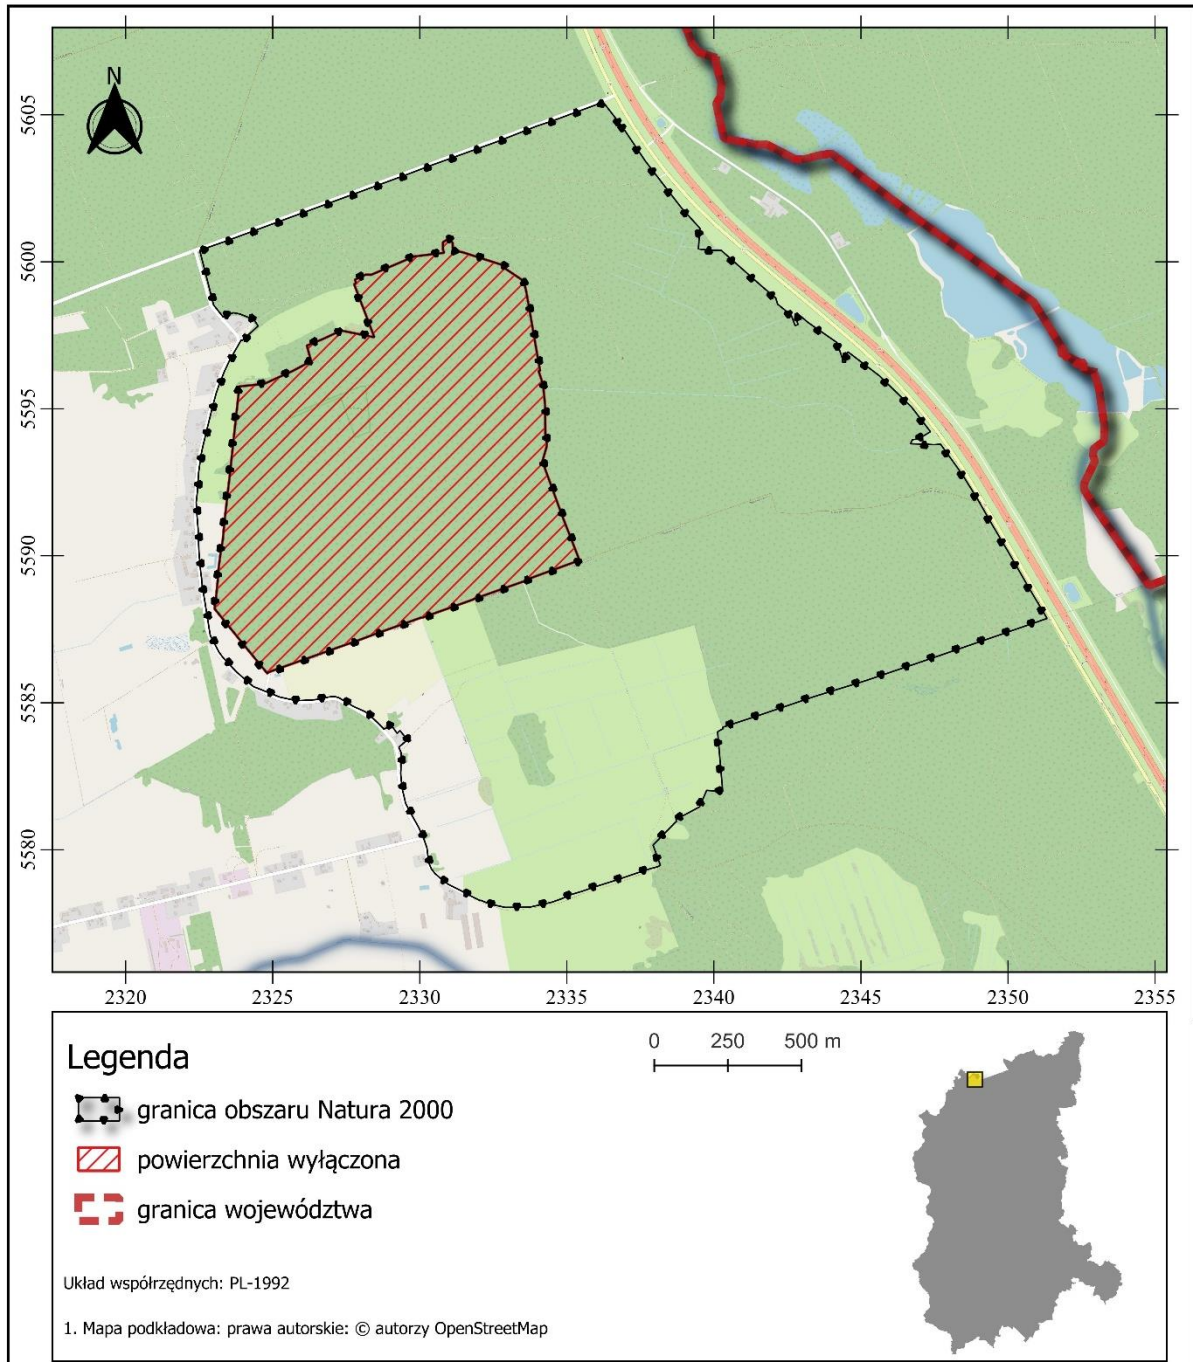 N
5605
5600
5595
5590
5585
5580
2320 2325 2330 2335 2340 2345 2350 2355
Legenda
0 250 500 m
granica obszaru Natura 2000
powierzchnia wyłączona
granica województwa
Układ współrzędnych: PL-1992
1. Mapa podkładowa: prawa autorskie: © autorzy OpenStreetMap